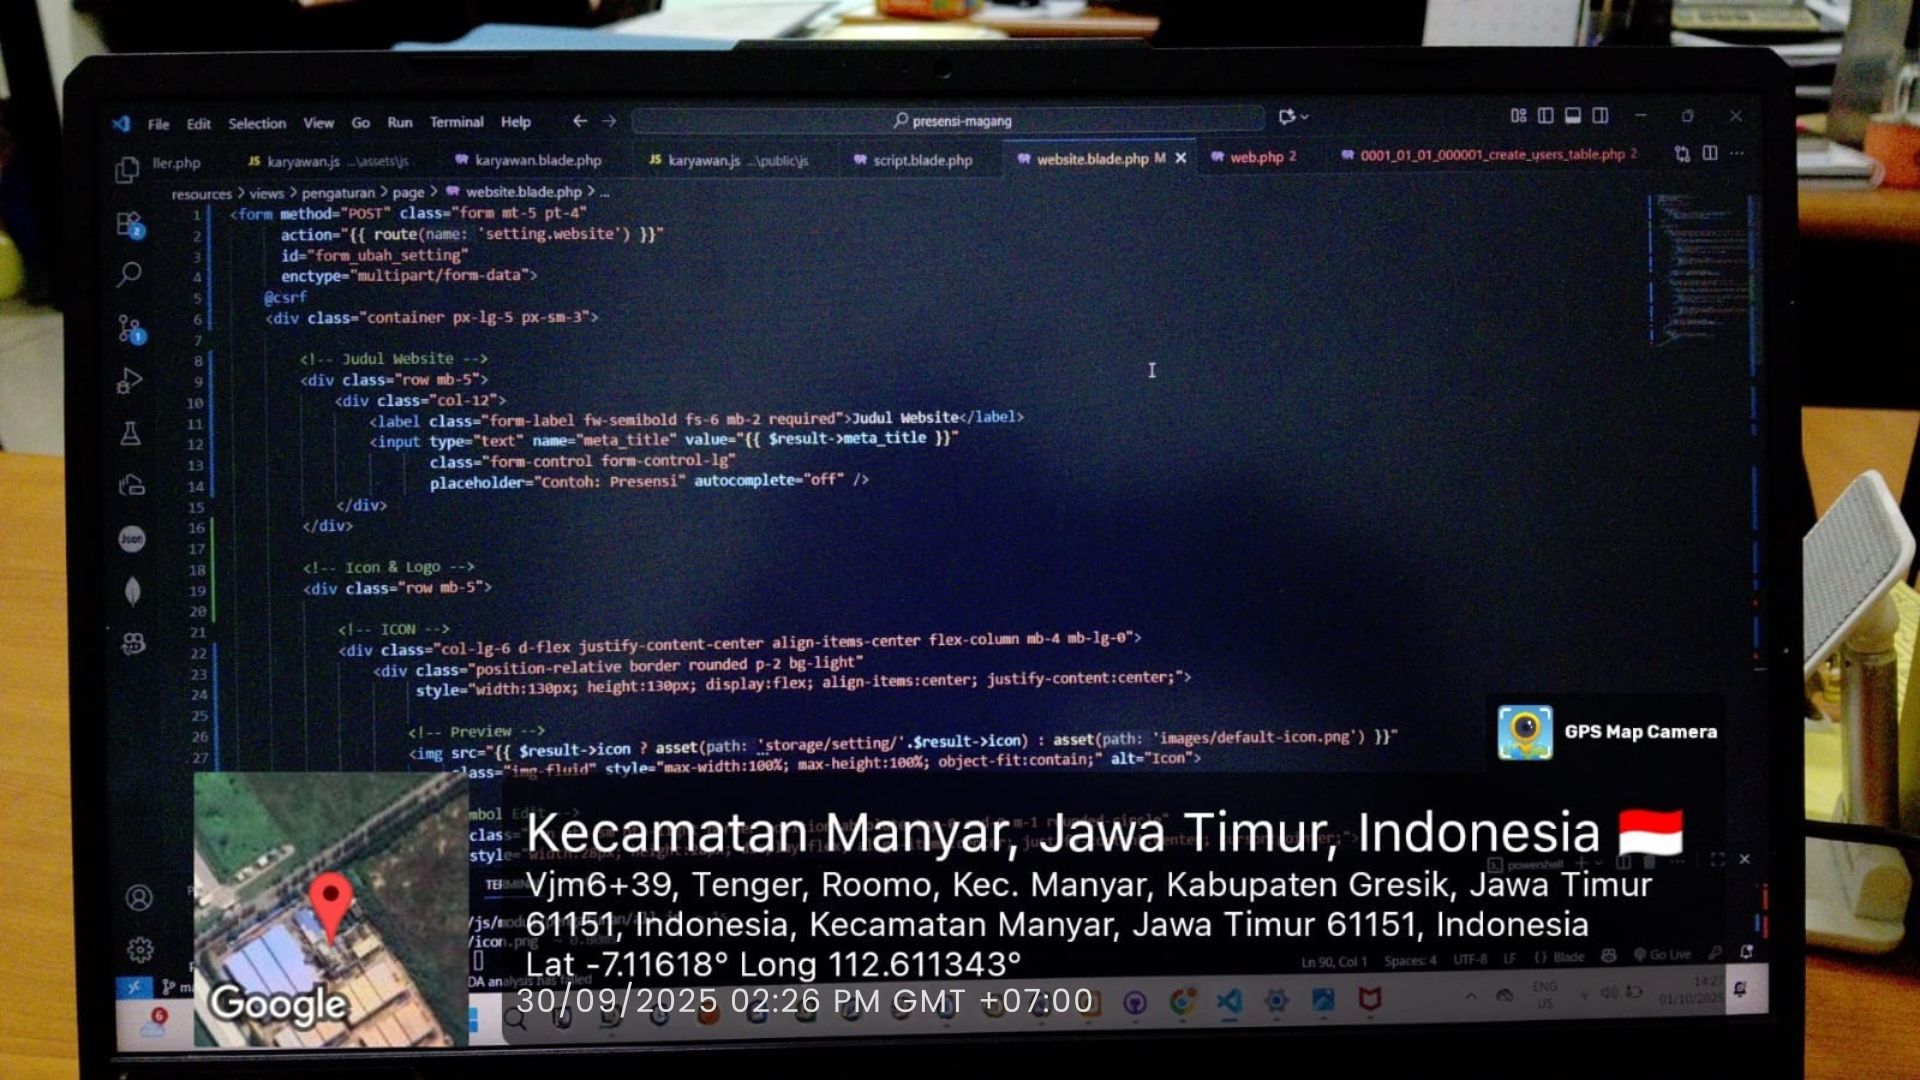 File Edit Selection View Go Run Terminal Help
presensi-magang
ller.php JS karyawan.js ...\assets\js karyawan.blade.php JS karyawan.js ...\public\js script.blade.php website.blade.php M web.php 2 0001_01_01_000001_create_users_table.php 2
resources > views > pengaturan > page > website.blade.php > ...
1 <form method="POST" class="form mt-5 pt-4"
2 action="{{ route(name: 'setting.website') }}"
3 id="form_ubah_setting"
4 enctype="multipart/form-data">
5 @csrf
6 <div class="container px-lg-5 px-sm-3">
7
8 <!-- Judul Website -->
9 <div class="row mb-5">
10 <div class="col-12">
11 <label class="form-label fw-semibold fs-6 mb-2 required">Judul Website</label>
12 <input type="text" name="meta_title" value="{{ $result->meta_title }}"
13 class="form-control form-control-lg"
14 placeholder="Contoh: Presensi" autocomplete="off" />
15 </div>
16 </div>
17
18 <!-- Icon & Logo -->
19 <div class="row mb-5">
20
21 <!-- ICON -->
22 <div class="col-lg-6 d-flex justify-content-center align-items-center flex-column mb-4 mb-lg-0">
23 <div class="position-relative border rounded p-2 bg-light"
24 style="width:130px; height:130px; display:flex; align-items:center; justify-content:center;">
25
26 <!-- Preview -->
27 <img src="{{ $result->icon ? asset(path: 'storage/setting/'.$result->icon) : asset(path: 'images/default-icon.png') }}"
class="img-fluid" style="max-width:100%; max-height:100%; object-fit:contain;" alt="Icon">
GPS Map Camera
Kecamatan Manyar, Jawa Timur, Indonesia
Vjm6+39, Tenger, Roomo, Kec. Manyar, Kabupaten Gresik, Jawa Timur
61151, Indonesia, Kecamatan Manyar, Jawa Timur 61151, Indonesia
Lat -7.11618° Long 112.611343°
30/09/2025 02:26 PM GMT +07:00
Google
powershell
/icon.png
Ln 90, Col 1 Spaces: 4 UTF-8 LF {} Blade Go Live
ENG
US
14:27
01/10/2025